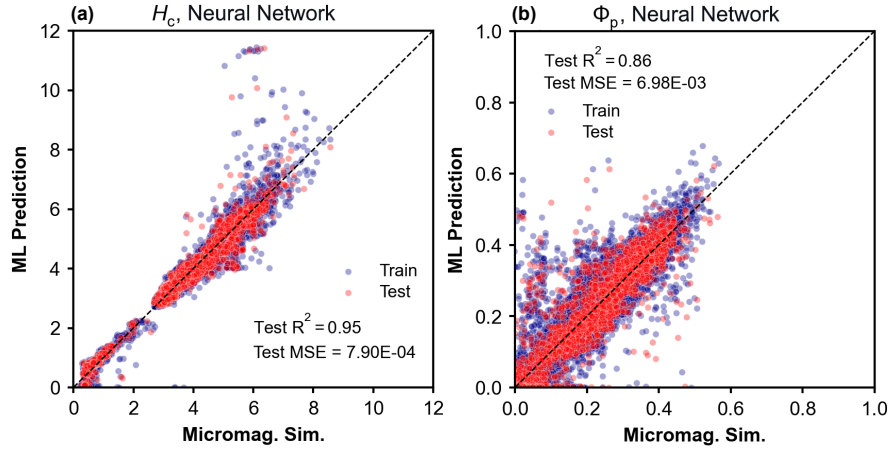 (a) H_c, Neural Network
12
10
8
6
4
2
0
ML Prediction
Train
Test
Test R² = 0.95
Test MSE = 7.90E-04
0 2 4 6 8 10 12
Micromag. Sim.
(b) Φ_p, Neural Network
1.0
0.8
0.6
0.4
0.2
0.0
ML Prediction
Test R² = 0.86
Test MSE = 6.98E-03
Train
Test
0.0 0.2 0.4 0.6 0.8 1.0
Micromag. Sim.